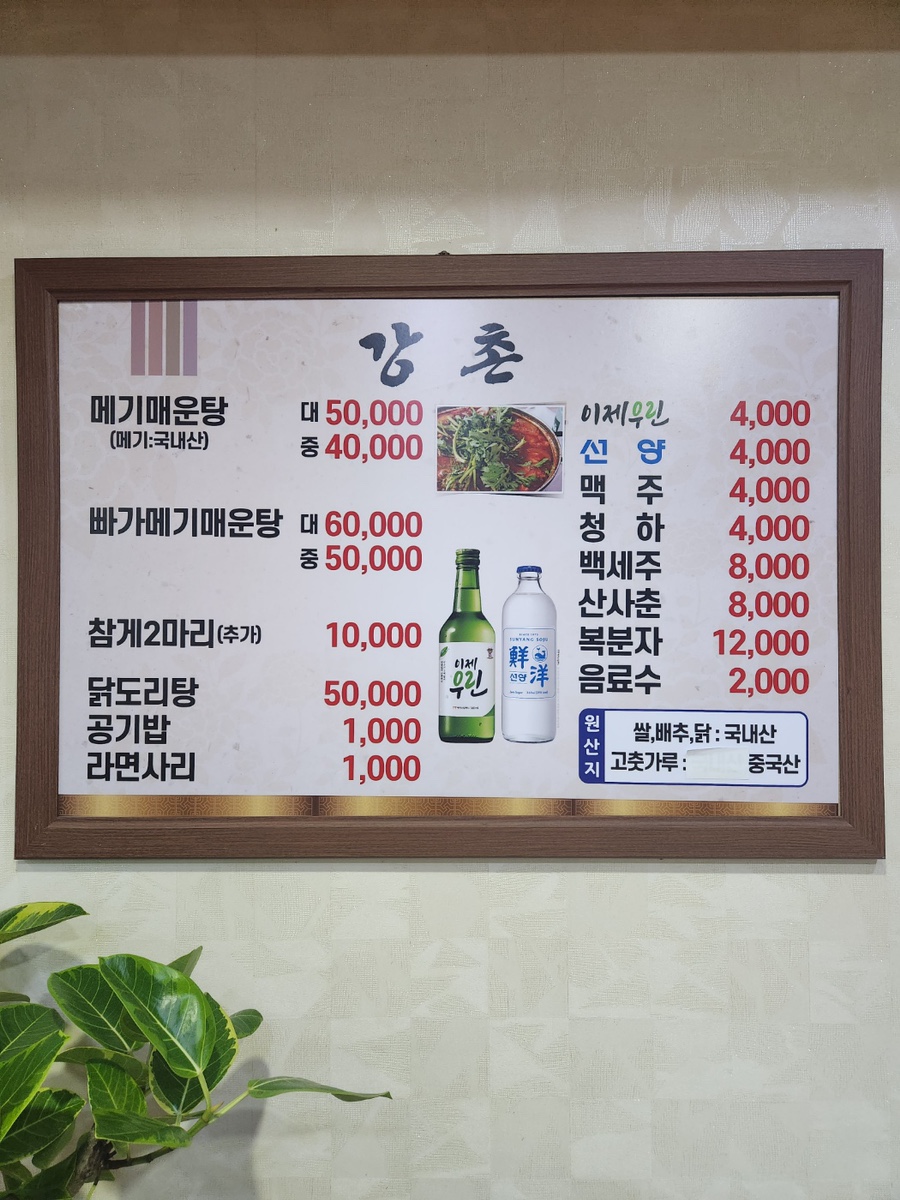 강촌
메기매운탕 대 50,000
(메기:국내산) 중 40,000
빠가메기매운탕 대 60,000
중 50,000
참게2마리(추가) 10,000
닭도리탕 50,000
공기밥 1,000
라면사리 1,000
이제
우린
鮮洋
선양
이제우린 4,000
선양 4,000
맥주 4,000
청하 4,000
백세주 8,000
산사춘 8,000
복분자 12,000
음료수 2,000
원산지
쌀,배추,닭 : 국내산
고춧가루 : 중국산